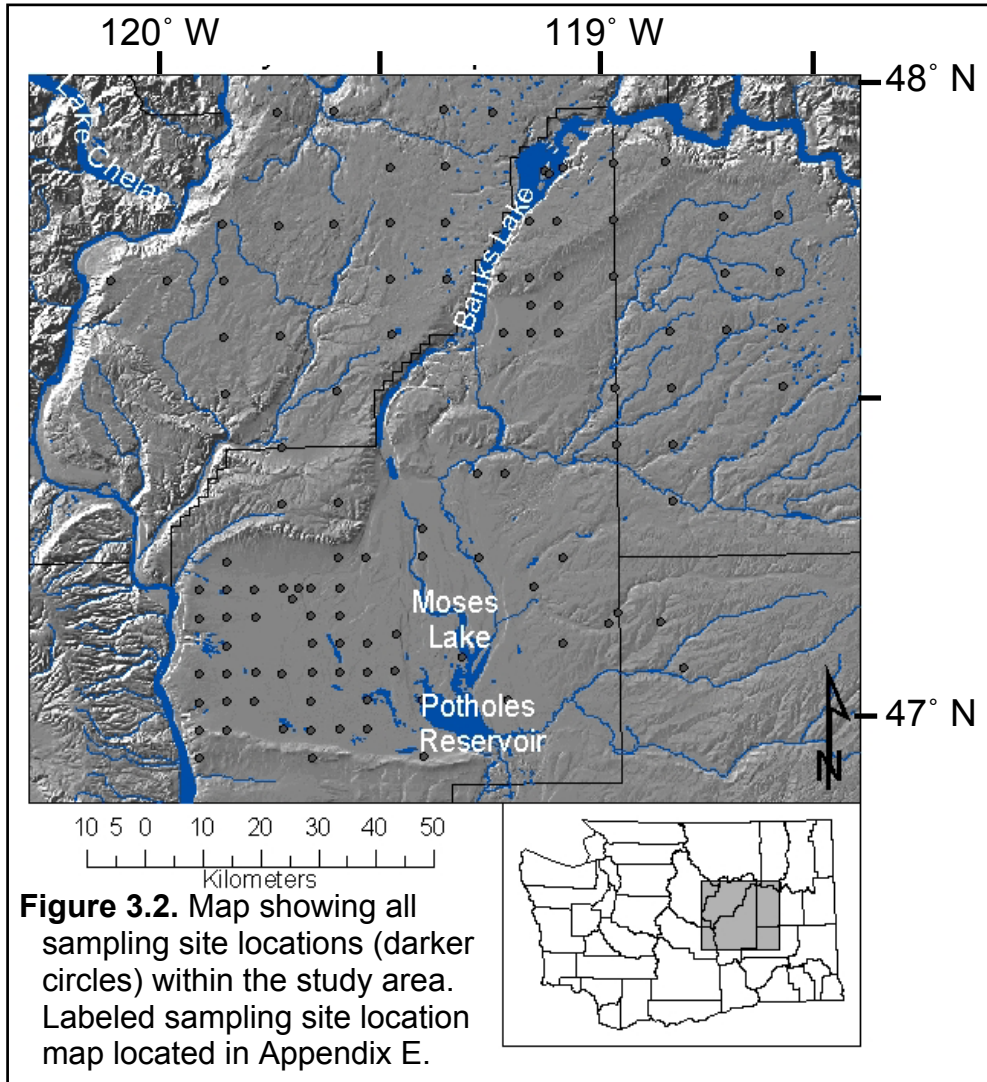 120° W 119° W
48° N
Lake Chelan
Banks Lake
Moses
Lake
47° N
Potholes
Reservoir
N
10 5 0 10 20 30 40 50
Kilometers
Figure 3.2. Map showing all
sampling site locations (darker
circles) within the study area.
Labeled sampling site location
map located in Appendix E.